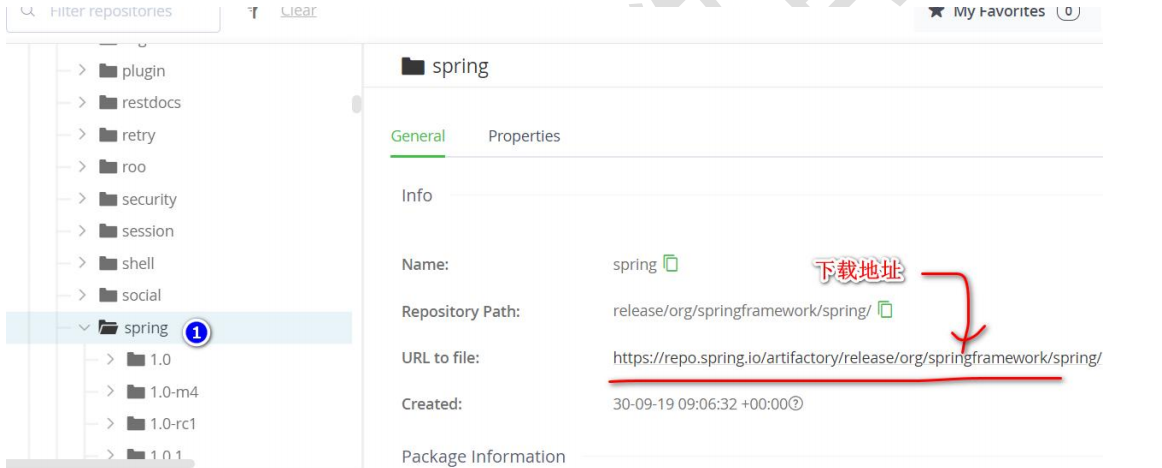 Filter repositories
Clear
My Favorites 0
plugin
restdocs
retry
roo
security
session
shell
social
spring
1
1.0
1.0-m4
1.0-rc1
1.0.1
spring
General Properties
Info
Name: spring
下载地址
Repository Path: release/org/springframework/spring/
URL to file: https://repo.spring.io/artifactory/release/org/springframework/spring/
Created: 30-09-19 09:06:32 +00:00
Package Information